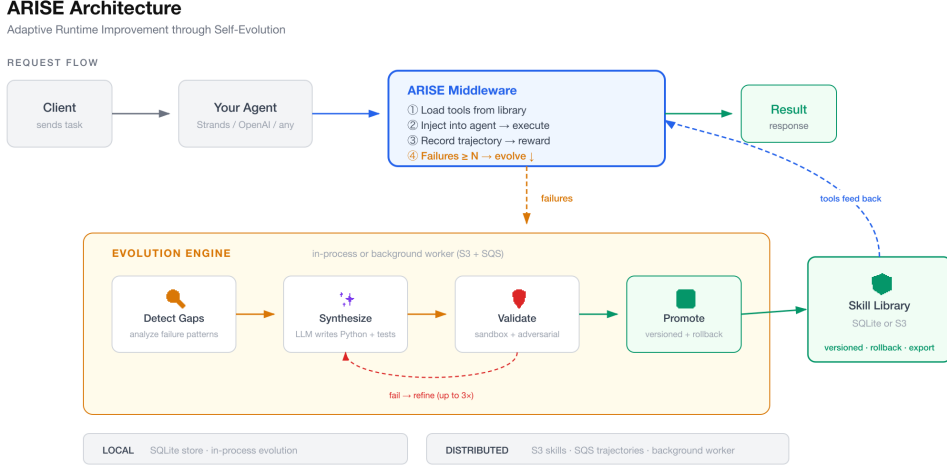 ARISE Architecture
Adaptive Runtime Improvement through Self-Evolution
REQUEST FLOW
Client
sends task
Your Agent
Strands / OpenAI / any
ARISE Middleware
① Load tools from library
② Inject into agent → execute
③ Record trajectory → reward
④ Failures ≥ N → evolve ↓
Result
response
failures
tools feed back
EVOLUTION ENGINE
in-process or background worker (S3 + SQS)
Detect Gaps
analyze failure patterns
Synthesize
LLM writes Python + tests
Validate
sandbox + adversarial
Promote
versioned + rollback
Skill Library
SQLite or S3
versioned · rollback · export
fail → refine (up to 3×)
LOCAL SQLite store · in-process evolution
DISTRIBUTED S3 skills · SQS trajectories · background worker